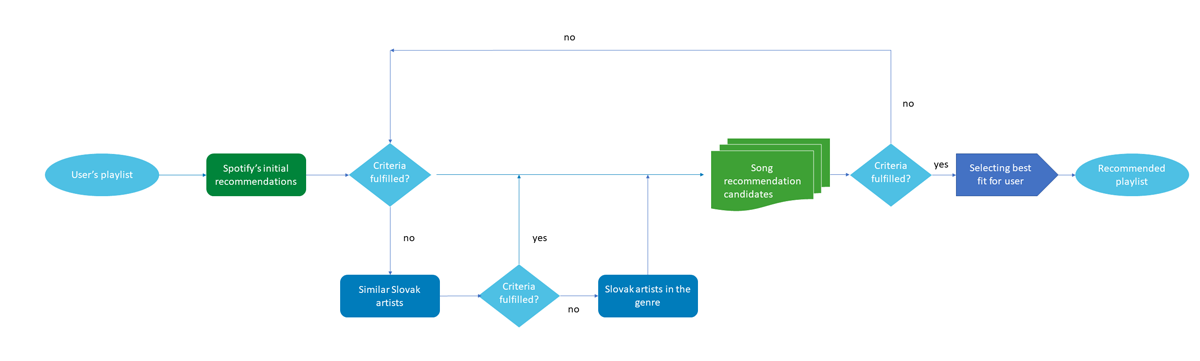 no
no
User's playlist
Spotify's initial
recommendations
Criteria
fulfilled?
Song
recommendation
candidates
Criteria
fulfilled?
yes
Selecting best
fit for user
Recommended
playlist
no
yes
Similar Slovak
artists
Criteria
fulfilled?
no
Slovak artists in the
genre